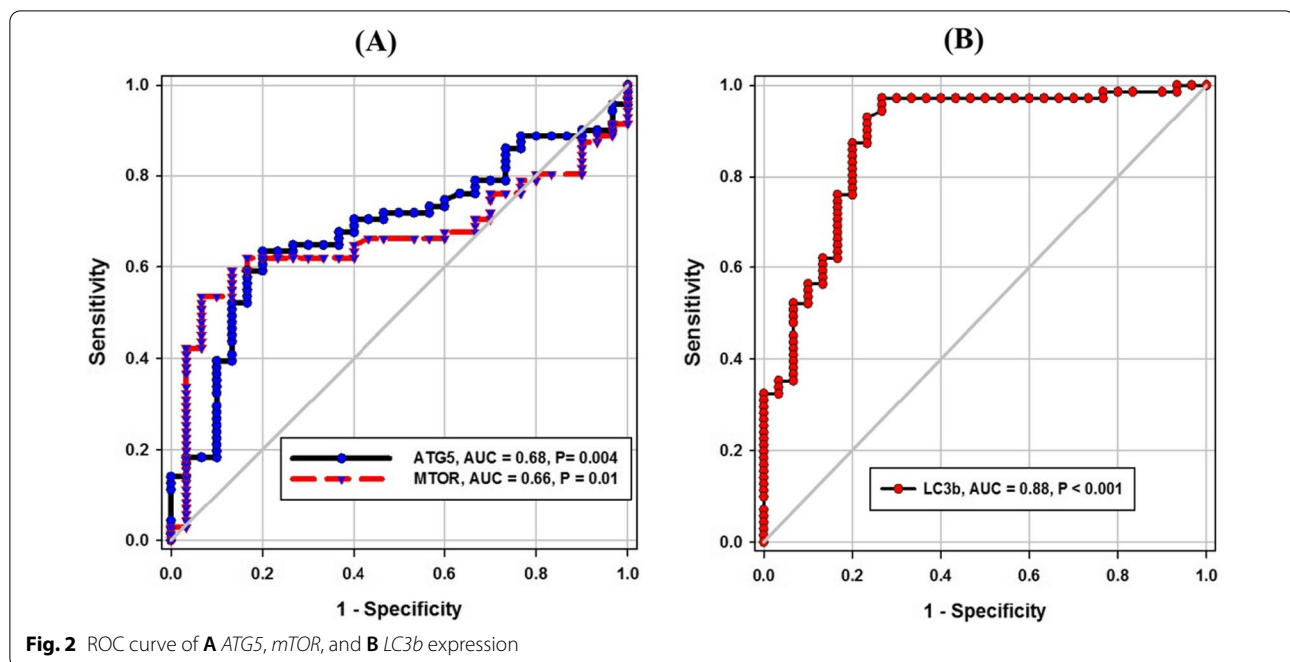 (A)
1.0
0.8
0.6
0.4
0.2
0.0
Sensitivity
ATG5, AUC = 0.68, P= 0.004
MTOR, AUC = 0.66, P = 0.01
0.0 0.2 0.4 0.6 0.8 1.0
1 - Specificity
(B)
1.0
0.8
0.6
0.4
0.2
0.0
Sensitivity
LC3b, AUC = 0.88, P < 0.001
0.0 0.2 0.4 0.6 0.8 1.0
1 - Specificity
Fig. 2 ROC curve of A ATG5, mTOR, and B LC3b expression